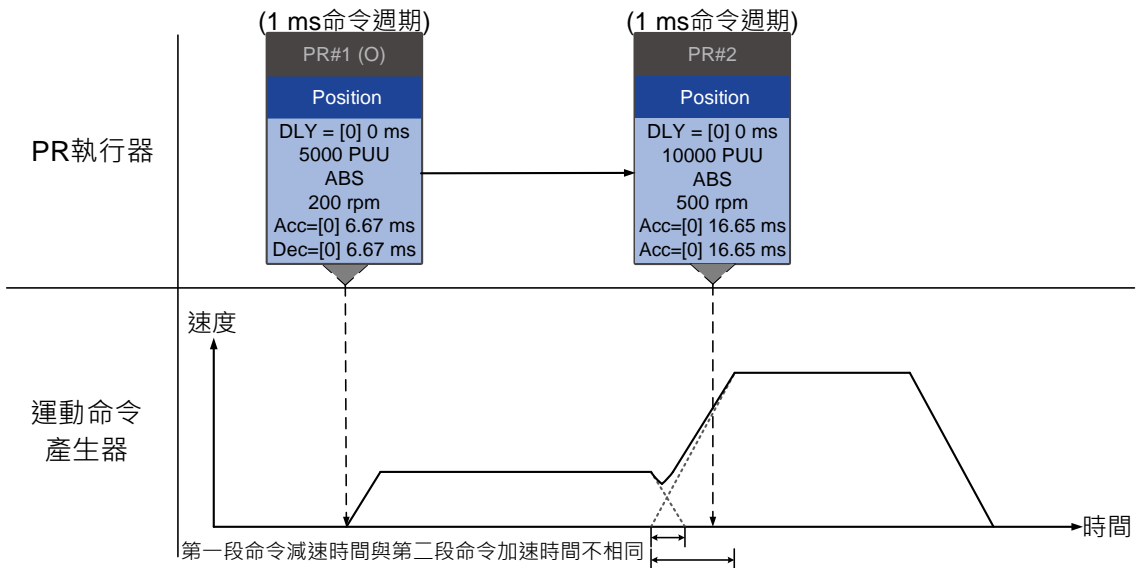 (1 ms命令週期)
(1 ms命令週期)
PR#1 (O)
Position
DLY = [0] 0 ms
5000 PUU
ABS
200 rpm
Acc=[0] 6.67 ms
Dec=[0] 6.67 ms
PR#2
Position
DLY = [0] 0 ms
10000 PUU
ABS
500 rpm
Acc=[0] 16.65 ms
Acc=[0] 16.65 ms
PR執行器
速度
運動命令
產生器
時間
第一段命令減速時間與第二段命令加速時間不相同